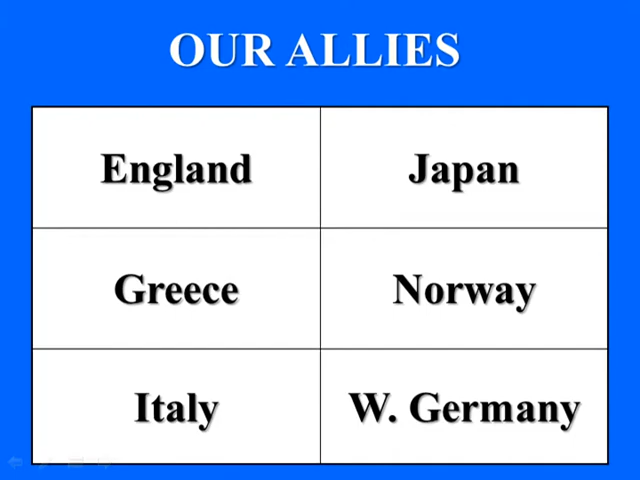 OUR ALLIES
England Japan
Greece Norway
Italy W. Germany